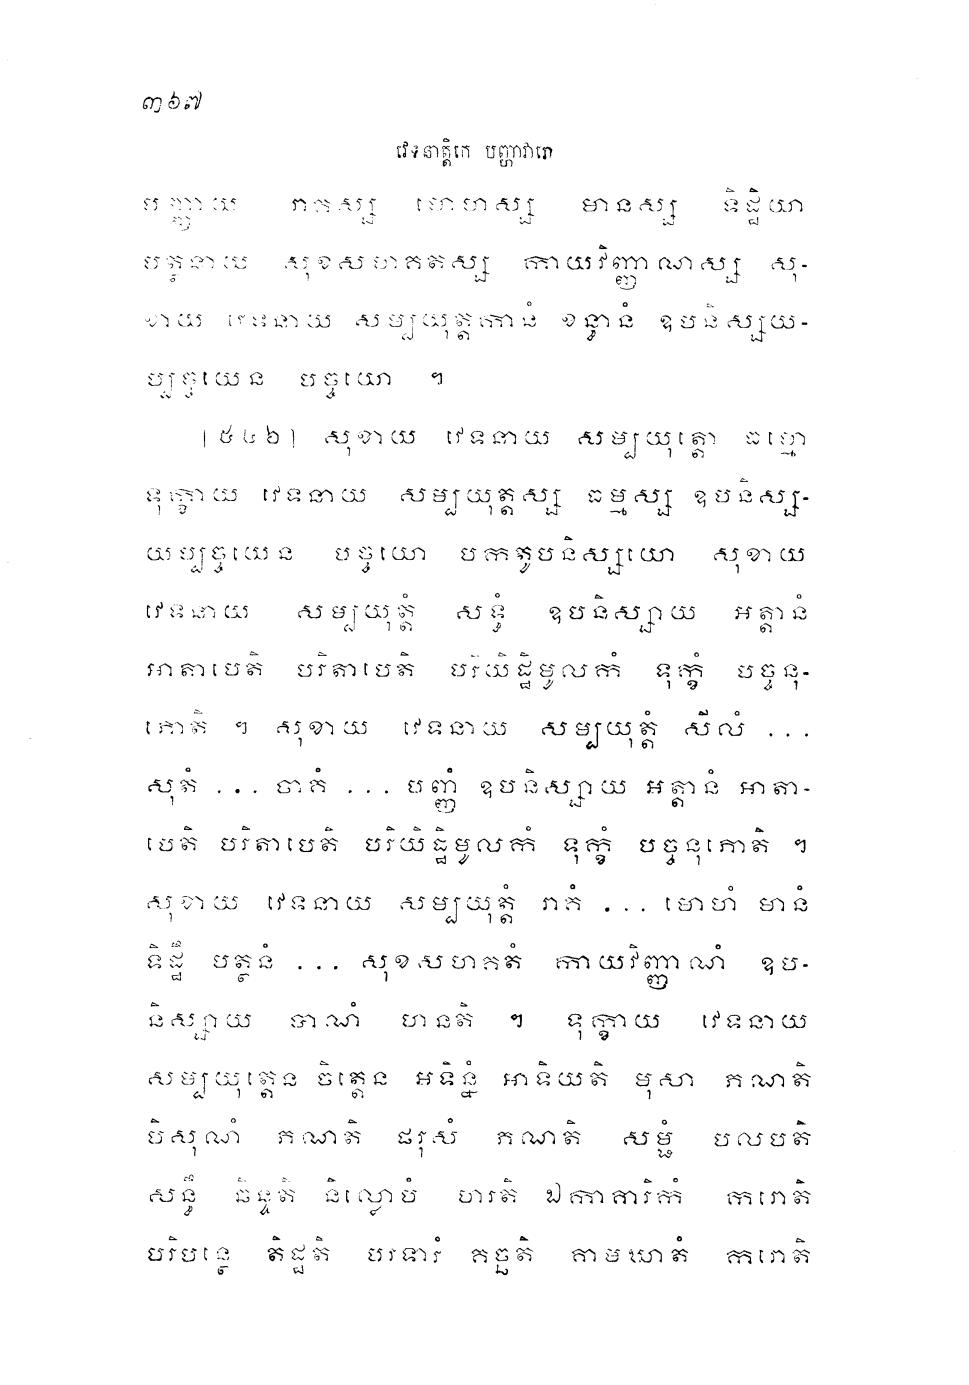 ៣៦៧
វេទនាត្តិកេ បញ្ហាវារោ
បញ្ញាយ រាគស្ស មោហស្ស មានស្ស ទិដ្ឋិយា
បត្ថនាយ សុខសហគតស្ស កាយវិញ្ញាណស្ស សុ-
ខាយ វេទនាយ សម្បយុត្តកានំ ខន្ធានំ ឧបនិស្សយ-
ប្បច្ចយេន បច្ចយោ ។
[៥៤៦] សុខាយ វេទនាយ សម្បយុត្តោ ធម្មោ
ទុក្ខាយ វេទនាយ សម្បយុត្តស្ស ធម្មស្ស ឧបនិស្ស-
យប្បច្ចយេន បច្ចយោ បកតូបនិស្សយោ សុខាយ
វេទនាយ សម្បយុត្តំ សទ្ធំ ឧបនិស្សាយ អត្តានំ
អាតាបេតិ បរិតាបេតិ បរិយិដ្ឋិមូលកំ ទុក្ខំ បច្ចនុ-
ភោតិ ។ សុខាយ វេទនាយ សម្បយុត្តំ សីលំ ...
សុតំ ... ចាគំ ... បញ្ញំ ឧបនិស្សាយ អត្តានំ អាតា-
បេតិ បរិតាបេតិ បរិយិដ្ឋិមូលកំ ទុក្ខំ បច្ចនុភោតិ ។
សុខាយ វេទនាយ សម្បយុត្តំ រាគំ ... មោហំ មានំ
ទិដ្ឋឹ បត្ថនំ ... សុខសហគតំ កាយវិញ្ញាណំ ឧប-
និស្សាយ បាណំ ហនតិ ។ ទុក្ខាយ វេទនាយ
សម្បយុត្តេន ចិត្តេន អទិន្នំ អាទិយតិ មុសា ភណតិ
បិសុណំ ភណតិ ផរុសំ ភណតិ សម្ផំ បលបតិ
សន្ធឹ ឆិន្ទតិ និល្លោបំ ហរតិ ឯកាគារិកំ ករោតិ
បរិបន្ថេ តិដ្ឋតិ បរទារំ គច្ឆតិ គាមឃាតំ ករោតិ